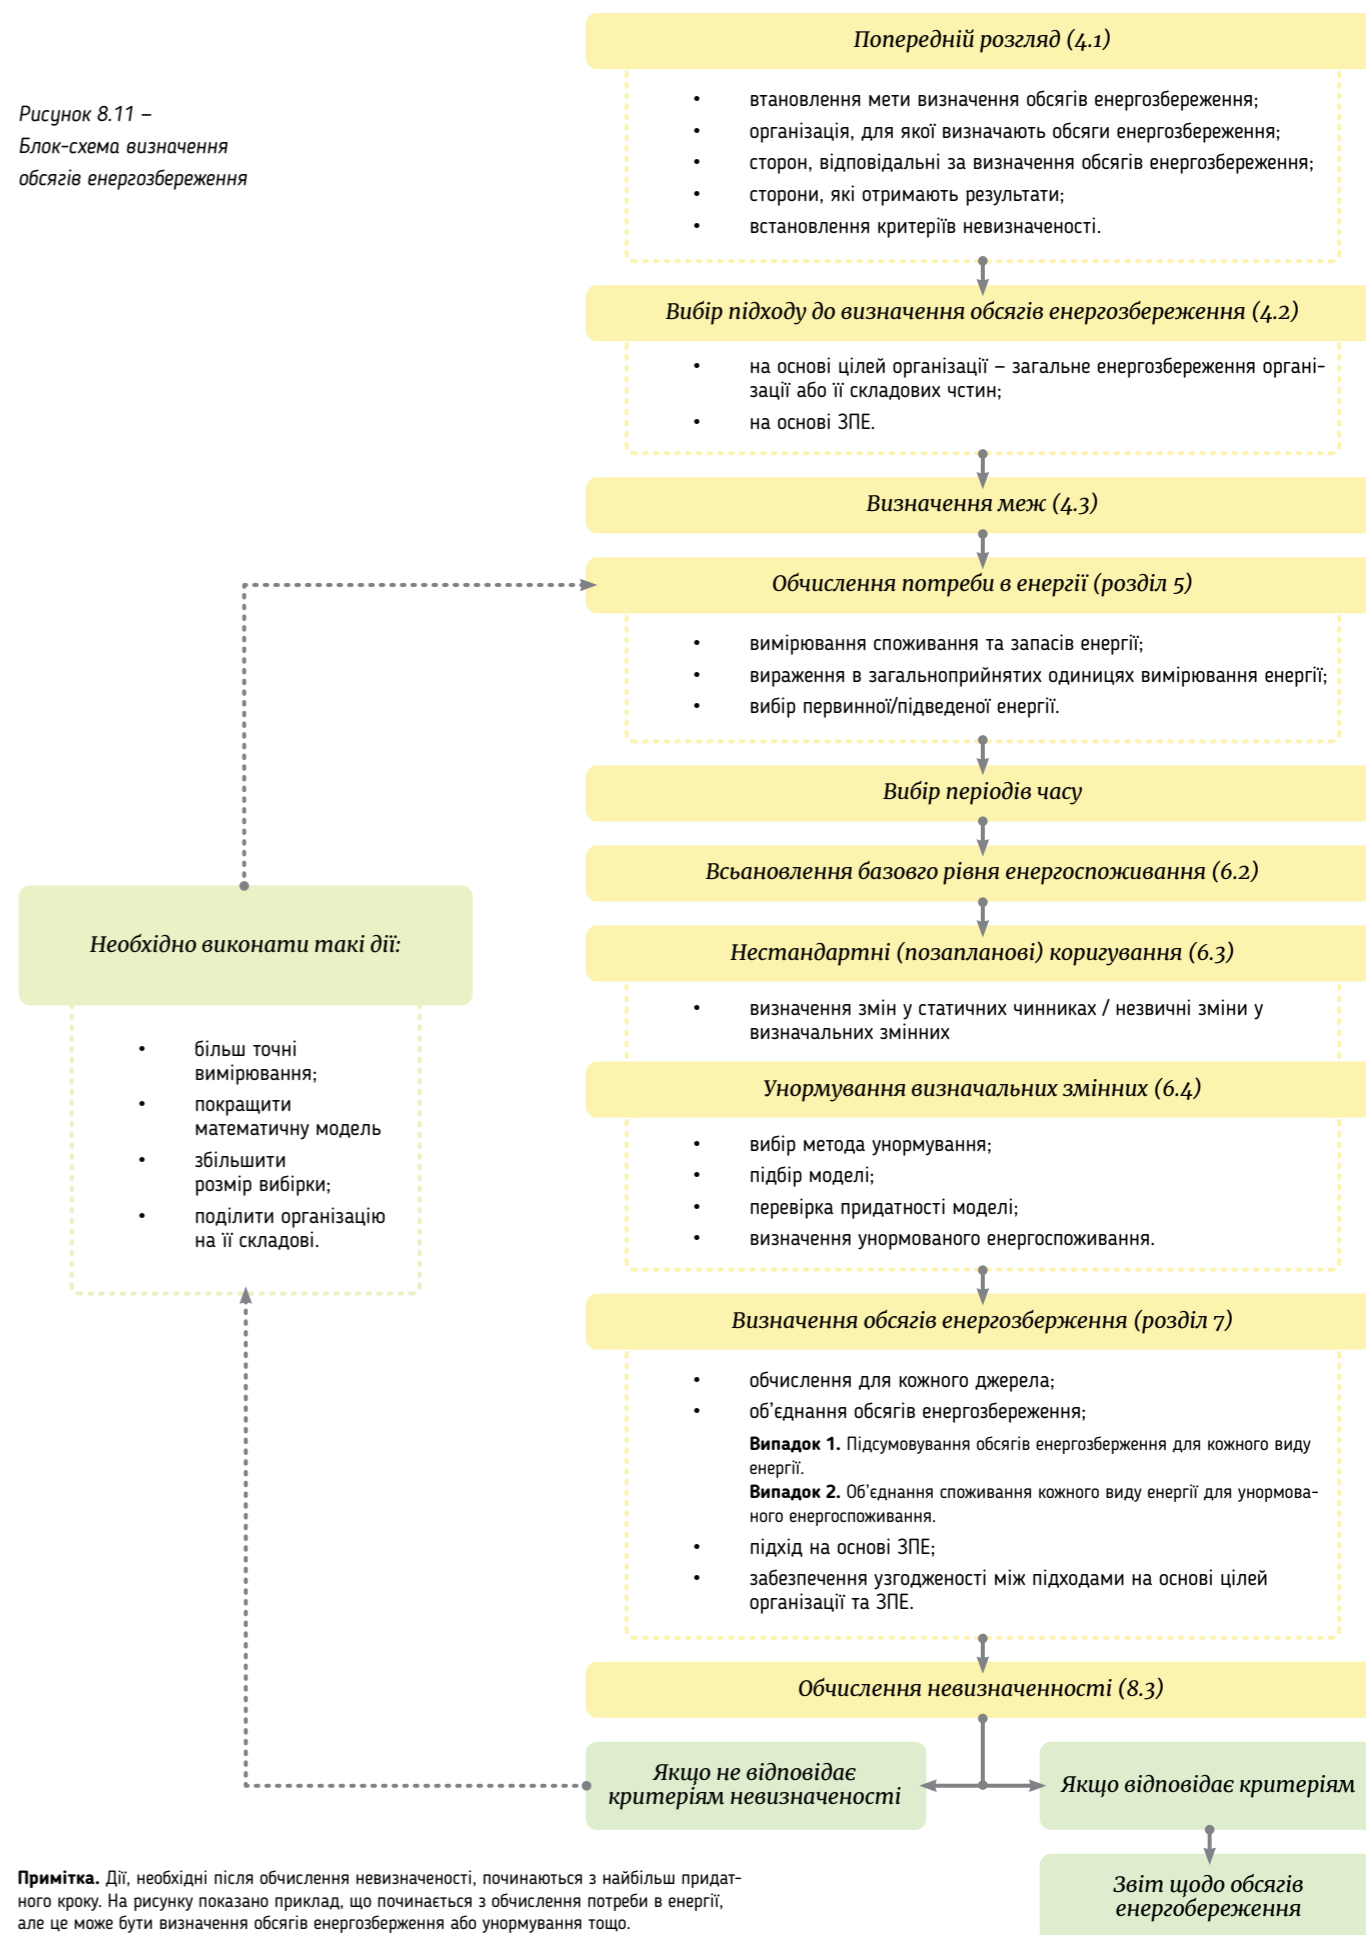 Рисунок 8.11 –
Блок-схема визначення
обсягів енергозбереження
Попередній розгляд (4.1)
• втановлення мети визначення обсягів енергозбереження;
• організація, для якої визначають обсяги енергозбереження;
• сторон, відповідальні за визначення обсягів енергозбереження;
• сторони, які отримають результати;
• встановлення критеріїв невизначеності.
Вибір підходу до визначення обсягів енергозбереження (4.2)
• на основі цілей організації – загальне енергозбереження органі-
зації або її складових чстин;
• на основі ЗПЕ.
Визначення меж (4.3)
Обчислення потреби в енергії (розділ 5)
• вимірювання споживання та запасів енергії;
• вираження в загальноприйнятих одиницях вимірювання енергії;
• вибір первинної/підведеної енергії.
Вибір періодів часу
Всьановлення базовго рівня енергоспоживання (6.2)
Нестандартні (позапланові) коригування (6.3)
• визначення змін у статичних чинниках / незвичні зміни у
визначальних змінних
Унормування визначальних змінних (6.4)
• вибір метода унормування;
• підбір моделі;
• перевірка придатності моделі;
• визначення унормованого енергоспоживання.
Визначення обсягів енергозберження (розділ 7)
• обчислення для кожного джерела;
• об'єднання обсягів енергозбереження;
Випадок 1. Підсумовування обсягів енергозберження для кожного виду
енергії.
Випадок 2. Об'єднання споживання кожного виду енергії для унормова-
ного енергоспоживання.
• підхід на основі ЗПЕ;
• забезпечення узгодженості між підходами на основі цілей
організації та ЗПЕ.
Обчислення невизначенності (8.3)
Якщо не відповідає
критеріям невизначеності
Якщо відповідає критеріям
Звіт щодо обсягів
енергобереження
Необхідно виконати такі дії:
• більш точні
вимірювання;
• покращити
математичну модель
• збільшити
розмір вибірки;
• поділити організацію
на її складові.
Примітка. Дії, необхідні після обчислення невизначеності, починаються з найбільш придат-
ного кроку. На рисунку показано приклад, що починається з обчислення потреби в енергії,
але це може бути визначення обсягів енергозберження або унормування тощо.